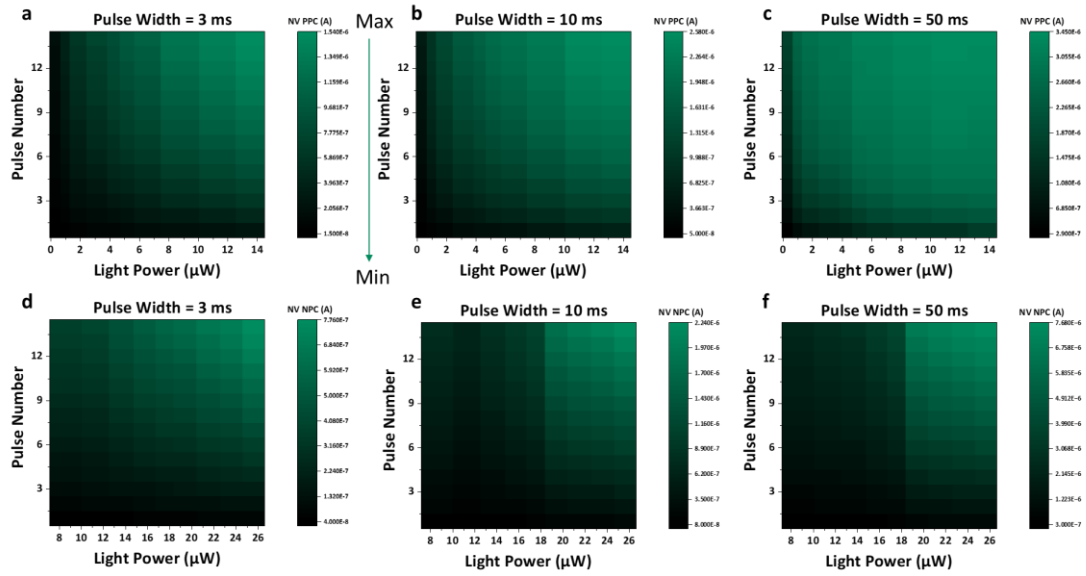 a
Pulse Width = 3 ms
NV PPC (A)
1.540E-6
1.349E-6
1.159E-6
9.681E-7
7.775E-7
5.869E-7
3.963E-7
2.056E-7
1.500E-8
12
9
6
3
Pulse Number
0 2 4 6 8 10 12 14
Light Power (µW)
Max
Min
b
Pulse Width = 10 ms
NV PPC (A)
2.580E-6
2.264E-6
1.948E-6
1.631E-6
1.315E-6
9.988E-7
6.825E-7
3.663E-7
5.000E-8
12
9
6
3
Pulse Number
0 2 4 6 8 10 12 14
Light Power (µW)
c
Pulse Width = 50 ms
NV PPC (A)
3.450E-6
3.055E-6
2.660E-6
2.265E-6
1.870E-6
1.475E-6
1.080E-6
6.850E-7
2.900E-7
12
9
6
3
Pulse Number
0 2 4 6 8 10 12 14
Light Power (µW)
d
Pulse Width = 3 ms
NV NPC (A)
7.760E-7
6.840E-7
5.920E-7
5.000E-7
4.080E-7
3.160E-7
2.240E-7
1.320E-7
4.000E-8
12
9
6
3
Pulse Number
8 10 12 14 16 18 20 22 24 26
Light Power (µW)
e
Pulse Width = 10 ms
NV NPC (A)
2.240E-6
1.970E-6
1.700E-6
1.430E-6
1.160E-6
8.900E-7
6.200E-7
3.500E-7
8.000E-8
12
9
6
3
Pulse Number
8 10 12 14 16 18 20 22 24 26
Light Power (µW)
f
Pulse Width = 50 ms
NV NPC (A)
7.680E-6
6.758E-6
5.835E-6
4.912E-6
3.990E-6
3.068E-6
2.145E-6
1.223E-6
3.000E-7
12
9
6
3
Pulse Number
8 10 12 14 16 18 20 22 24 26
Light Power (µW)